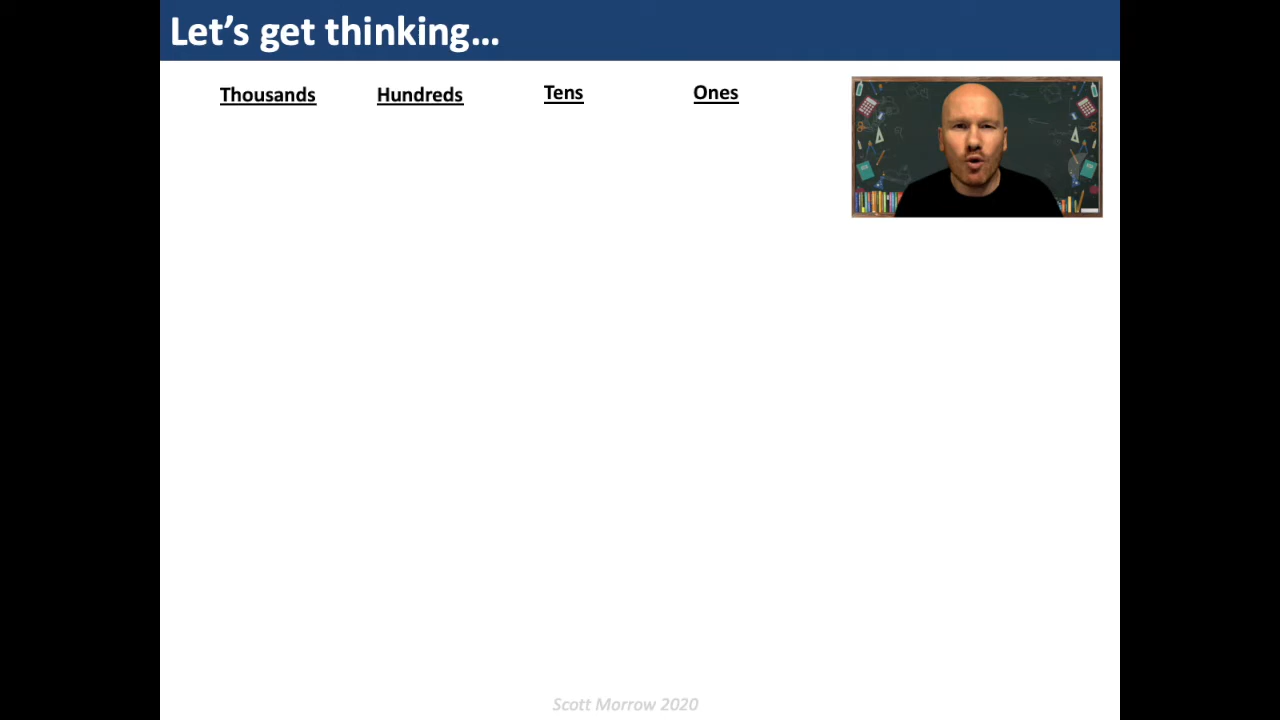 Let's get thinking…
Thousands Hundreds Tens Ones
Scott Morrow 2020